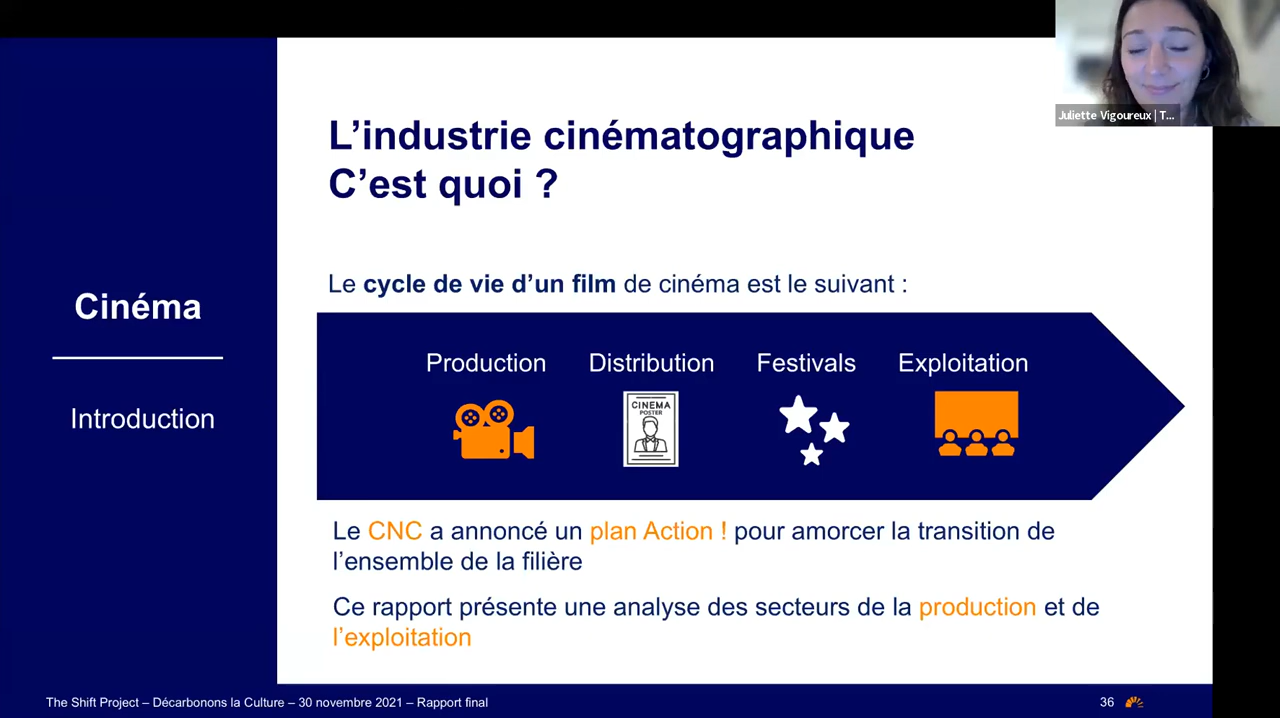 Juliette Vigoureux | T...
L’industrie cinématographique
C’est quoi ?
Cinéma
Introduction
Le cycle de vie d’un film de cinéma est le suivant :
Production Distribution Festivals Exploitation
CINEMA
POSTER
Le CNC a annoncé un plan Action ! pour amorcer la transition de
l’ensemble de la filière
Ce rapport présente une analyse des secteurs de la production et de
l’exploitation
The Shift Project – Décarbonons la Culture – 30 novembre 2021 – Rapport final
36